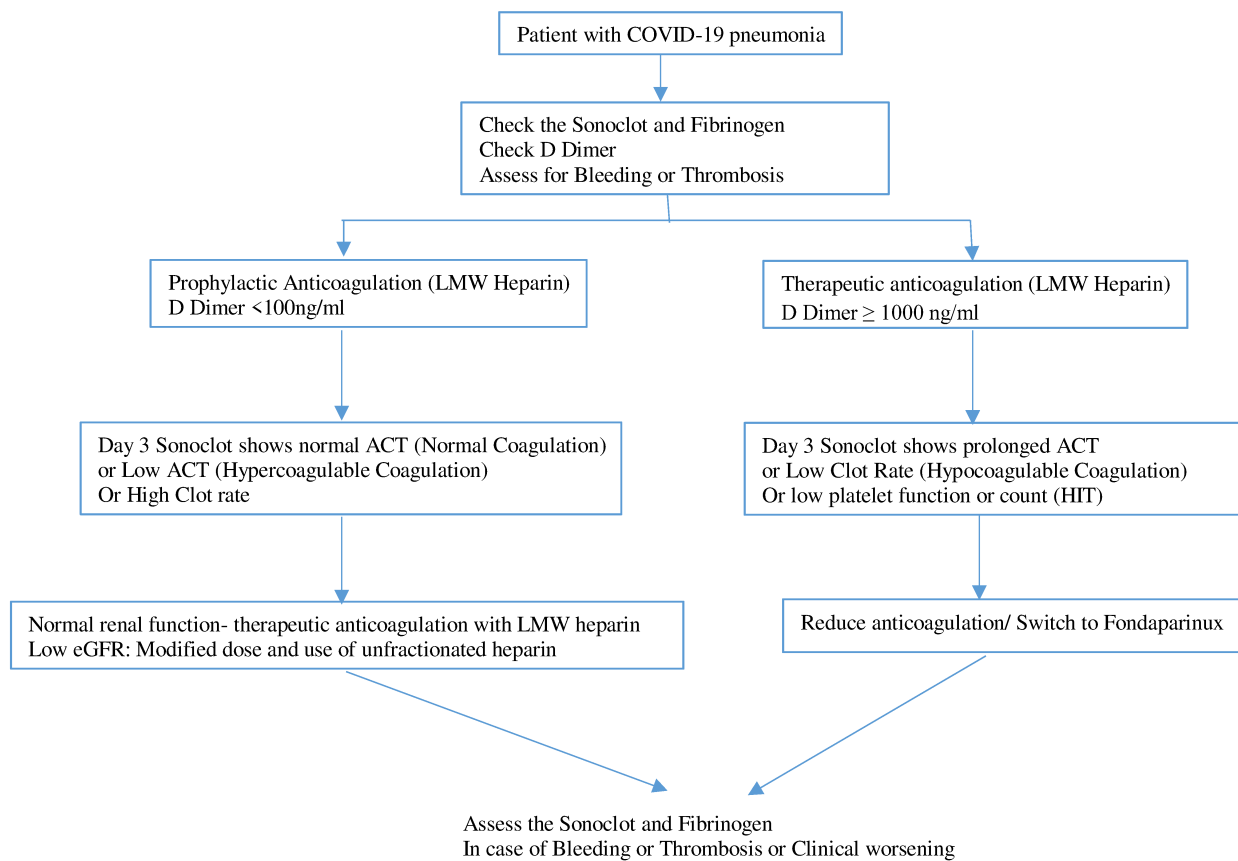 Patient with COVID-19 pneumonia
Check the Sonoclot and Fibrinogen
Check D Dimer
Assess for Bleeding or Thrombosis
Prophylactic Anticoagulation (LMW Heparin)
D Dimer <100ng/ml
Therapeutic anticoagulation (LMW Heparin)
D Dimer ≥ 1000 ng/ml
Day 3 Sonoclot shows normal ACT (Normal Coagulation)
or Low ACT (Hypercoagulable Coagulation)
Or High Clot rate
Day 3 Sonoclot shows prolonged ACT
or Low Clot Rate (Hypocoagulable Coagulation)
Or low platelet function or count (HIT)
Normal renal function- therapeutic anticoagulation with LMW heparin
Low eGFR: Modified dose and use of unfractionated heparin
Reduce anticoagulation/ Switch to Fondaparinux
Assess the Sonoclot and Fibrinogen
In case of Bleeding or Thrombosis or Clinical worsening